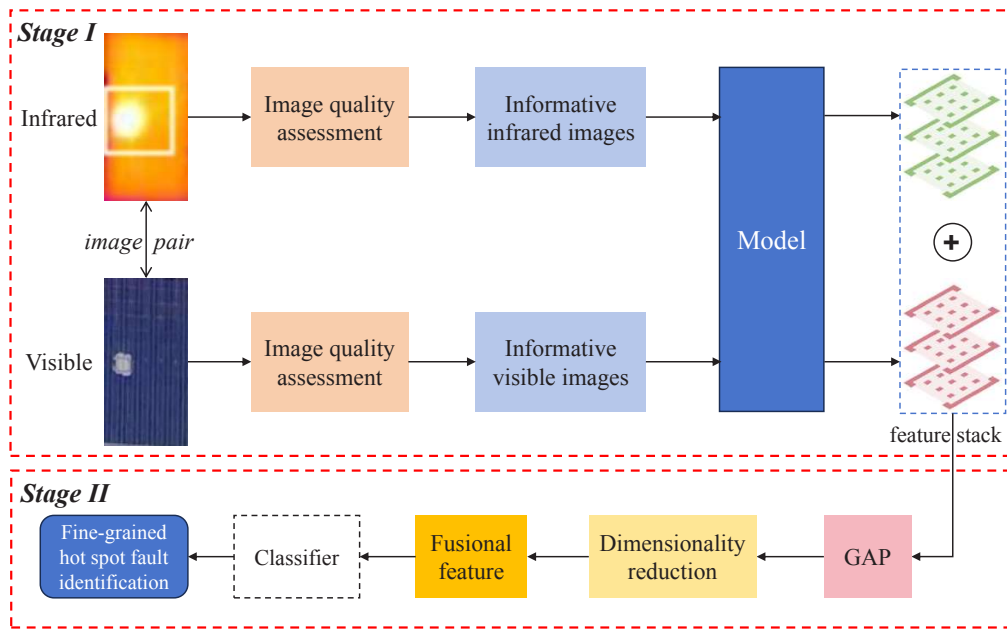 Stage I
Infrared
Image quality
assessment
Informative
infrared images
Model
image pair
Visible
Image quality
assessment
Informative
visible images
feature stack
Stage II
Fine-grained
hot spot fault
identification
Classifier
Fusional
feature
Dimensionality
reduction
GAP